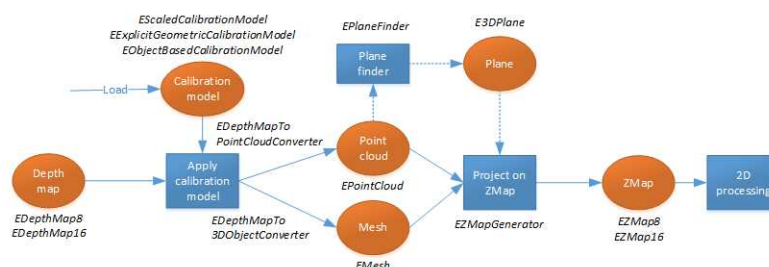 EScaledCalibrationModel
EExplicitGeometricCalibrationModel
EObjectBasedCalibrationModel
EPlaneFinder
E3DPlane
Load
Calibration
model
Plane
finder
Plane
EDepthMapTo
PointCloudConverter
Depth
map
Apply
calibration
model
Point
cloud
EPointCloud
Project on
ZMap
ZMap
2D
processing
EDepthMap8
EDepthMap16
EDepthMapTo
3DObjectConverter
Mesh
EMesh
EZMapGenerator
EZMap8
EZMap16